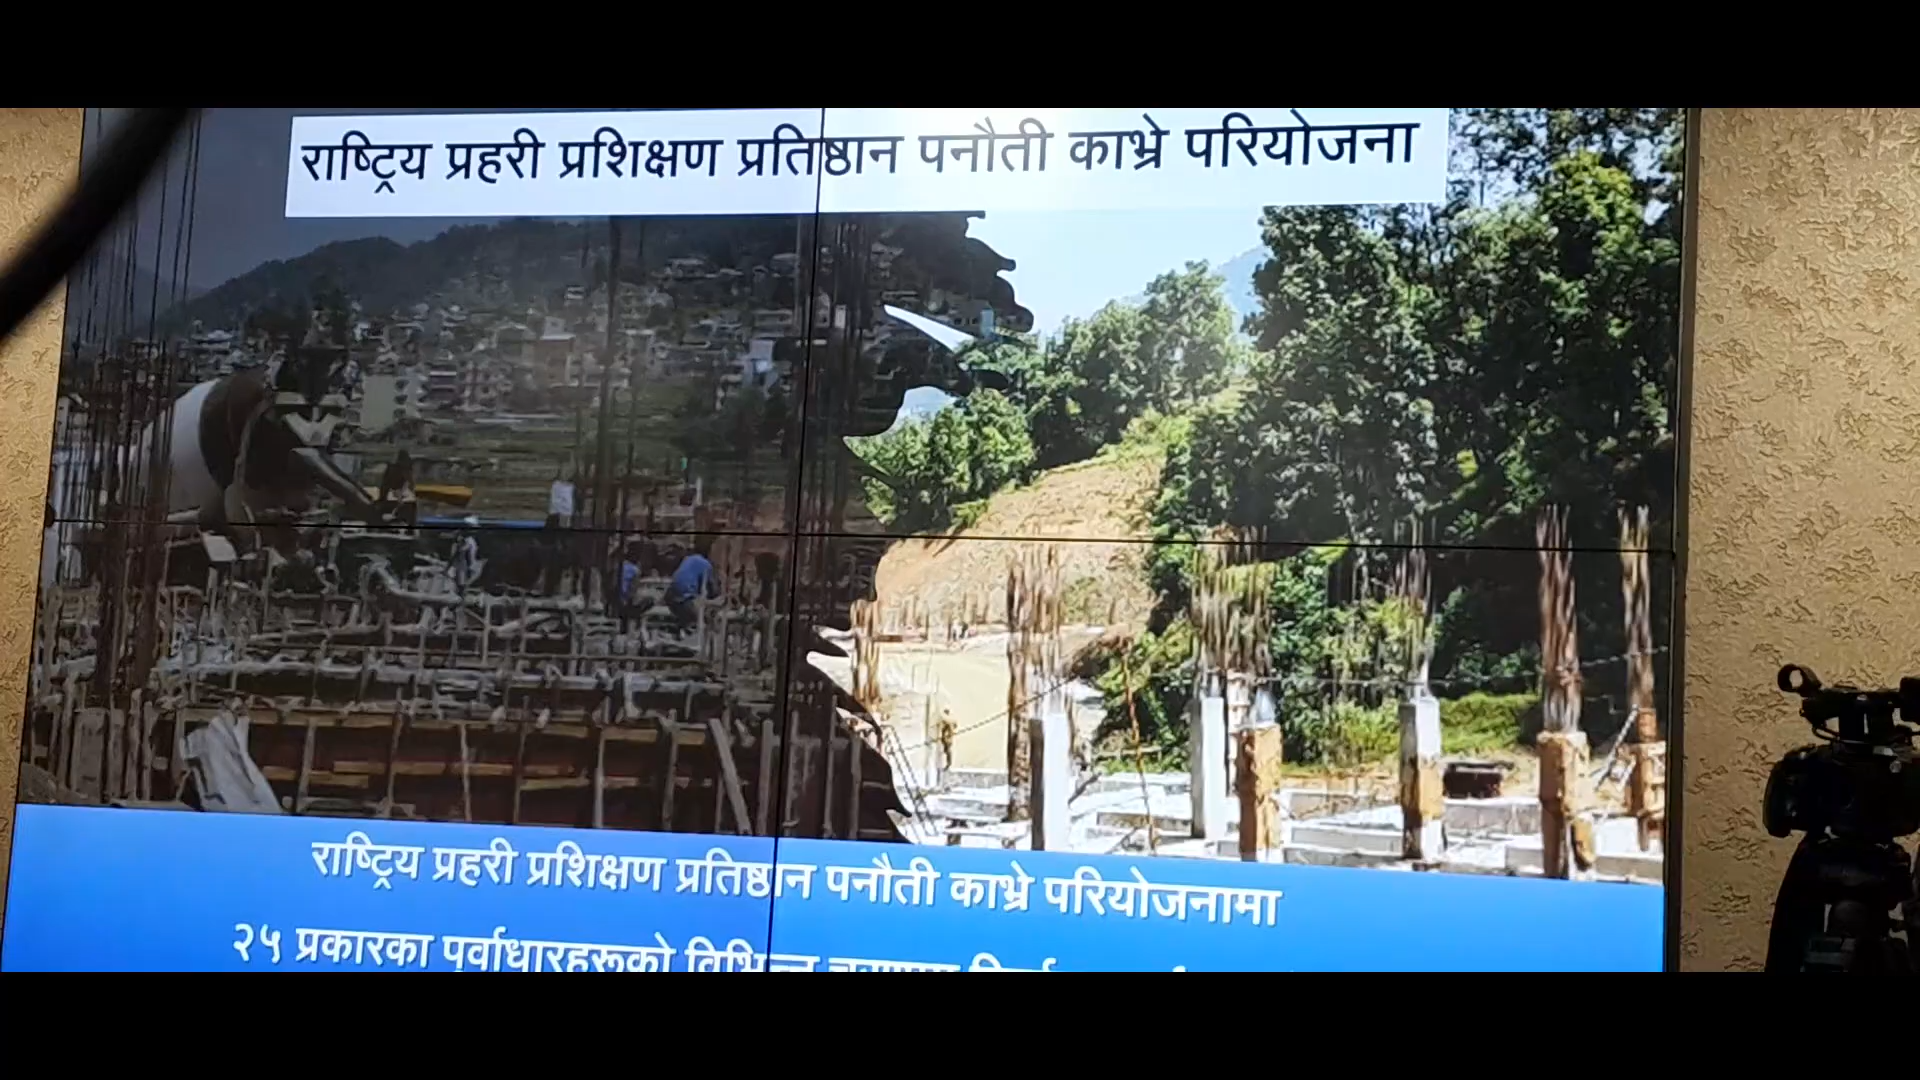 राष्ट्रिय प्रहरी प्रशिक्षण प्रतिष्ठान पनौती काभ्रे परियोजना
राष्ट्रिय प्रहरी प्रशिक्षण प्रतिष्ठान पनौती काभ्रे परियोजनामा
२५ प्रकारका पूर्वाधारहरूको विभिन्न